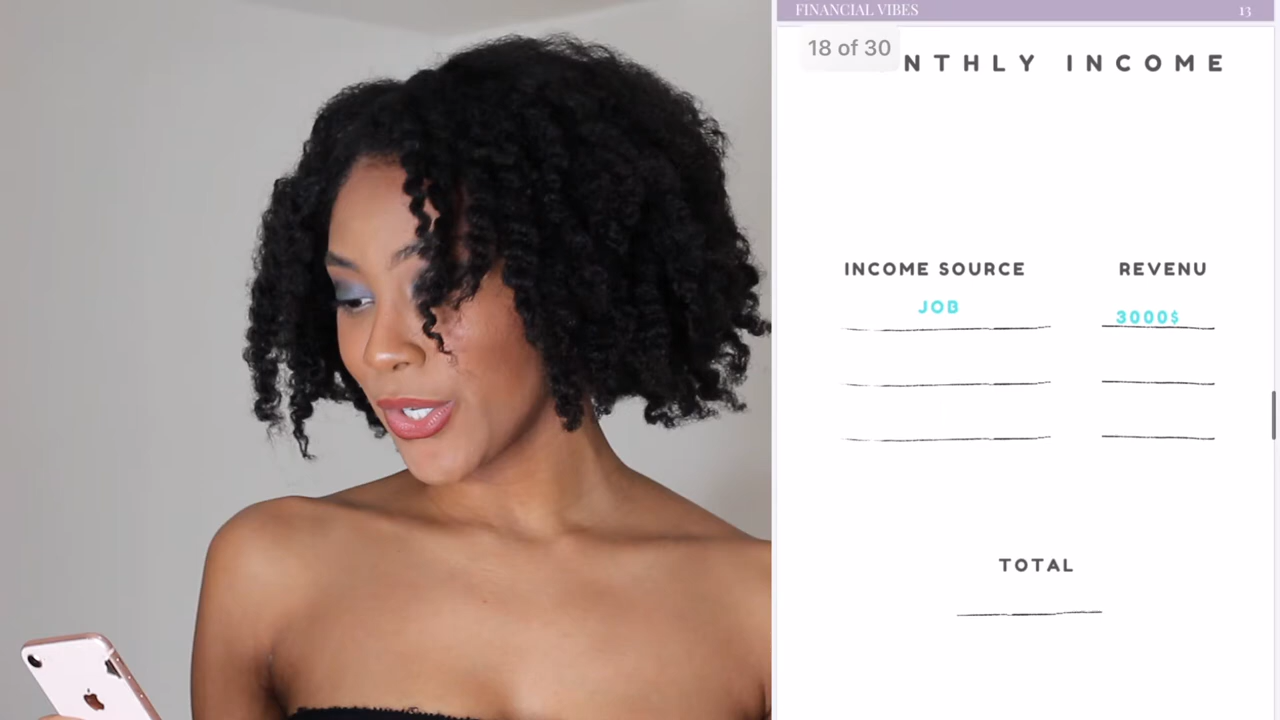 FINANCIAL VIBES 13
18 of 30
NTHLY INCOME
INCOME SOURCE REVENU
JOB 3000$
TOTAL